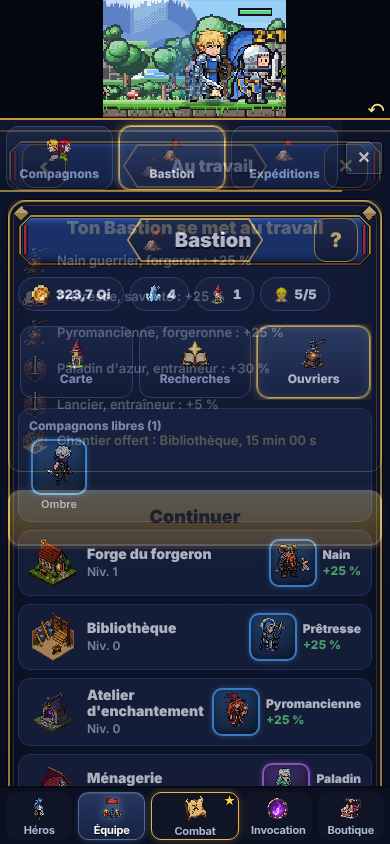 Compagnons
Bastion
Expéditions
Au travail
Ton Bastion se met au travail
Bastion
?
Nain guerrier, forgeron : +25 %
323,7 Qi
4
1
5/5
Pyromancienne, forgeronne : +25 %
Paladin d'azur, entraîneur : +30 %
Carte
Recherches
Ouvriers
Lancier, entraîneur : +5 %
Compagnons libres (1)
Chantier offert : Bibliothèque, 15 min 00 s
Ombre
Continuer
Forge du forgeron
Niv. 1
Nain
+25 %
Bibliothèque
Niv. 0
Prêtresse
+25 %
Atelier
d'enchantement
Niv. 0
Pyromancienne
+25 %
Ménagerie
Paladin
Héros
Équipe
Combat
Invocation
Boutique